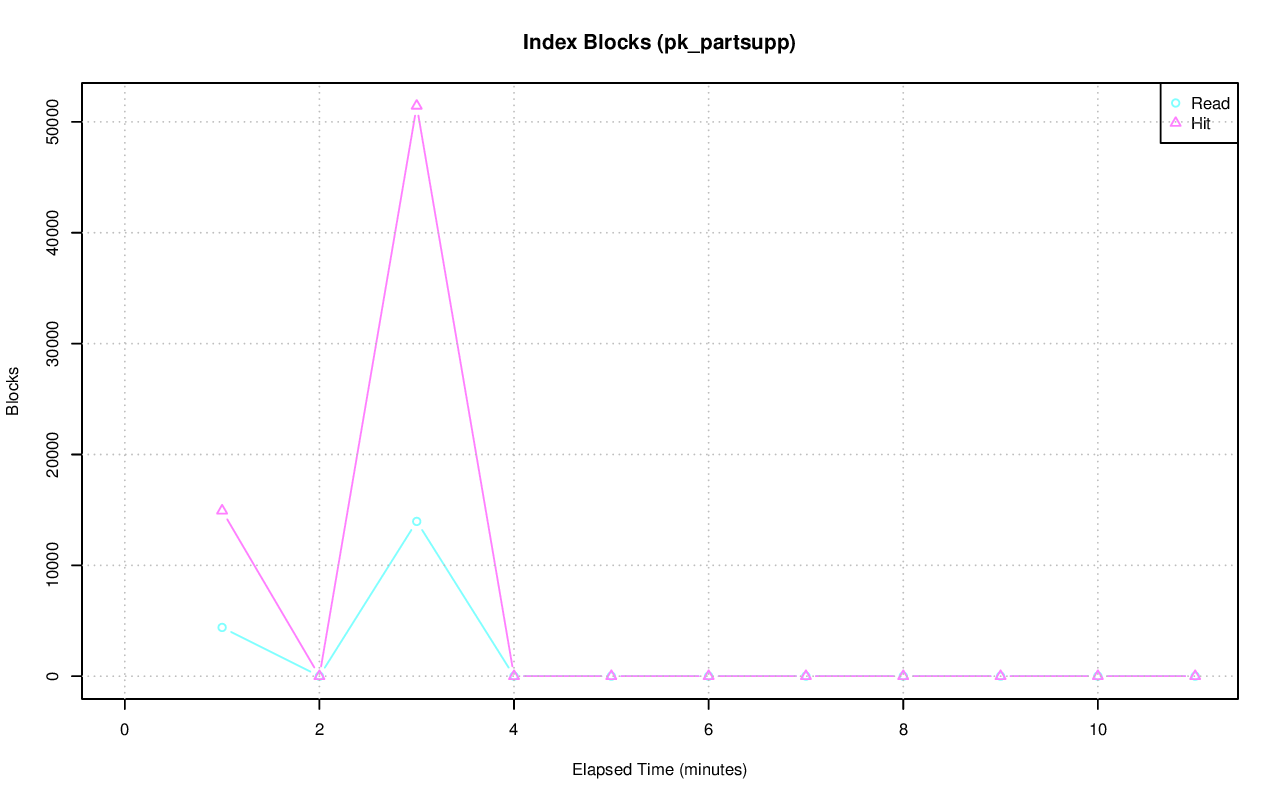 Index Blocks (pk_partsupp)
Read
Hit
50000
40000
30000
20000
10000
0
Blocks
0 2 4 6 8 10
Elapsed Time (minutes)